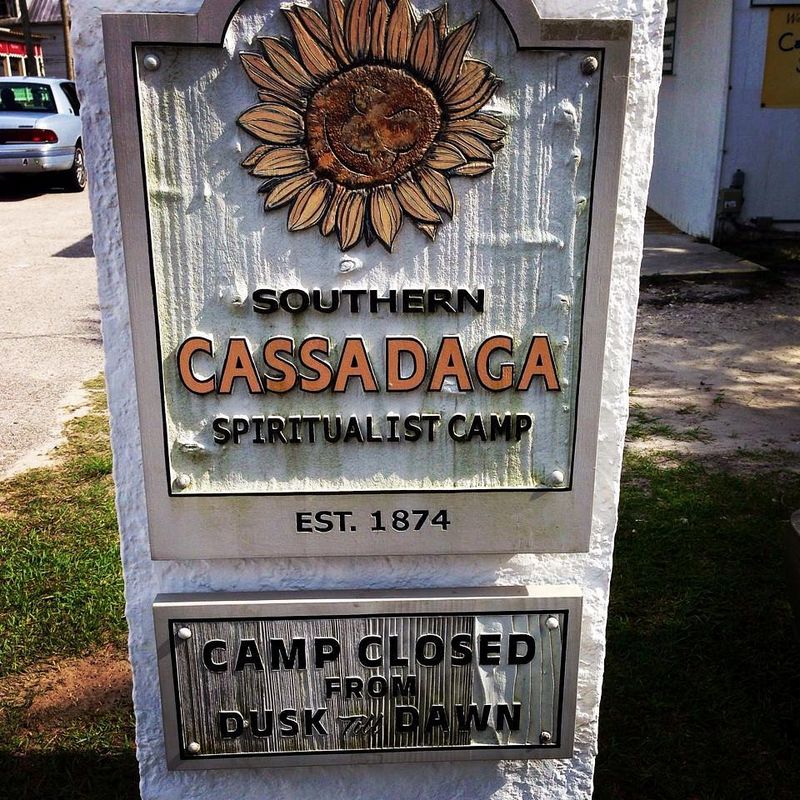 SOUTHERN
CASSADAGA
SPIRITUALIST CAMP
EST. 1874
CAMP CLOSED
FROM
DUSK Till DAWN